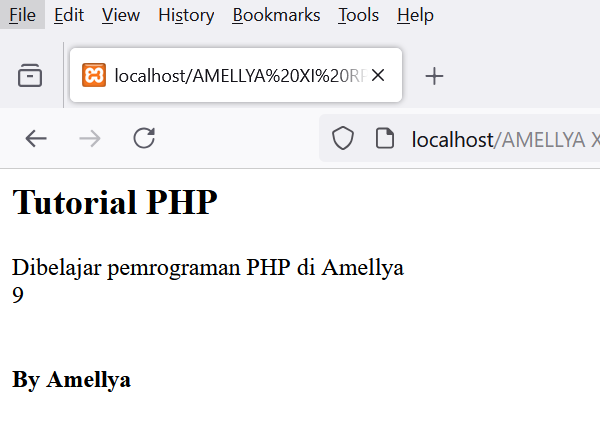 File Edit View History Bookmarks Tools Help
localhost/AMELLYA%20XI%20RP
localhost/AMELLYA X
Tutorial PHP
Dibelajar pemrograman PHP di Amellya
9
By Amellya